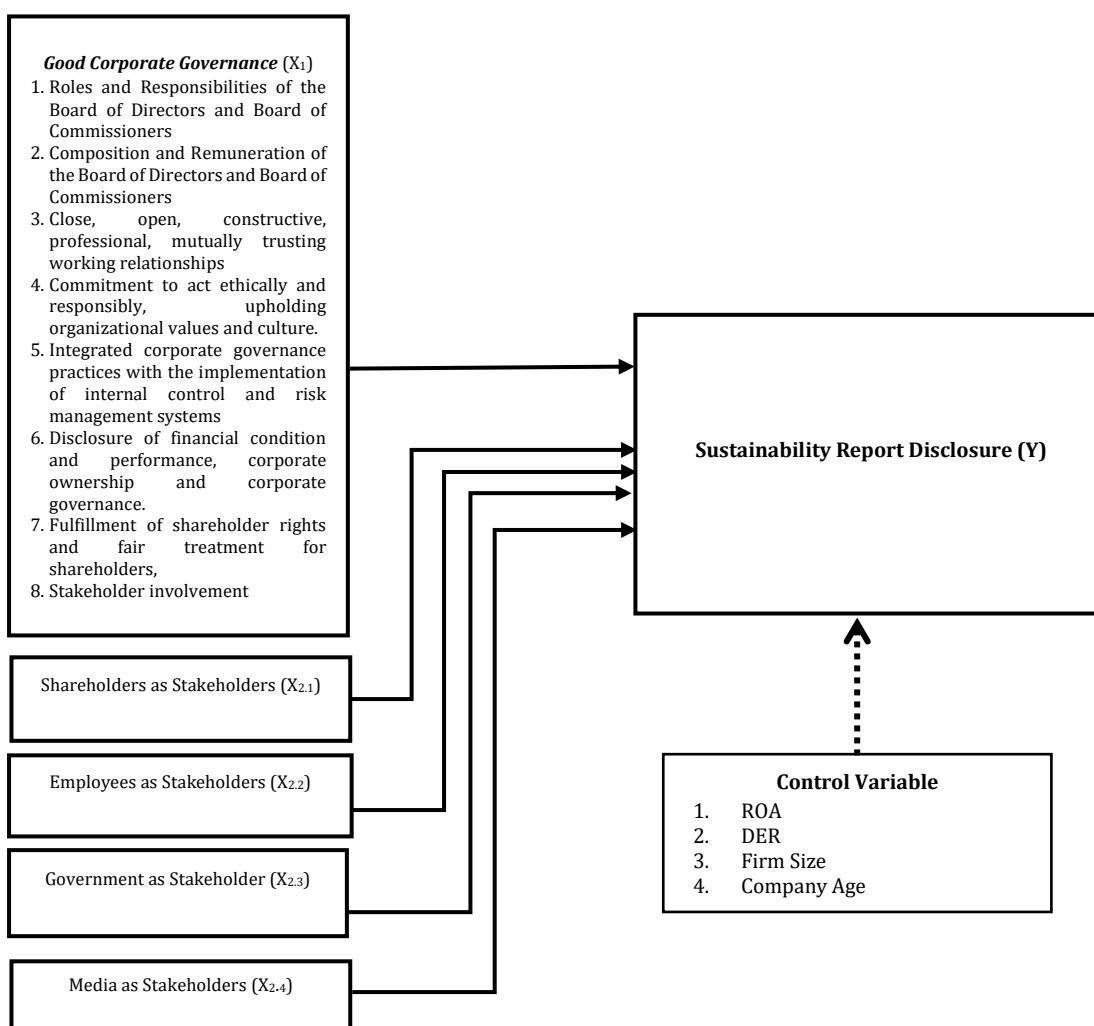 Good Corporate Governance (X₁)
1. Roles and Responsibilities of the
Board of Directors and Board of
Commissioners
2. Composition and Remuneration of
the Board of Directors and Board of
Commissioners
3. Close, open, constructive,
professional, mutually trusting
working relationships
4. Commitment to act ethically and
responsibly, upholding
organizational values and culture.
5. Integrated corporate governance
practices with the implementation
of internal control and risk
management systems
6. Disclosure of financial condition
and performance, corporate
ownership and corporate
governance.
7. Fulfillment of shareholder rights
and fair treatment for
shareholders,
8. Stakeholder involvement
Sustainability Report Disclosure (Y)
Shareholders as Stakeholders (X₂.₁)
Employees as Stakeholders (X₂.₂)
Government as Stakeholder (X₂.₃)
Media as Stakeholders (X₂.₄)
Control Variable
1. ROA
2. DER
3. Firm Size
4. Company Age